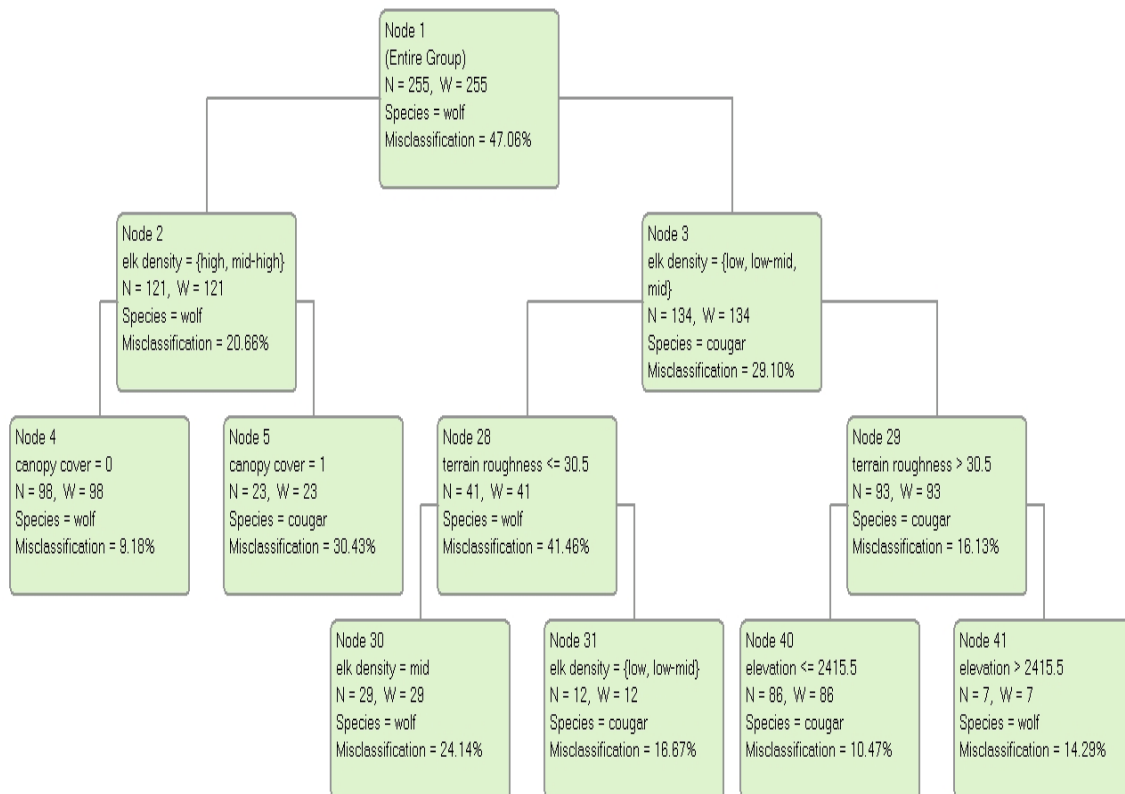 Node 1
(Entire Group)
N = 255, W = 255
Species = wolf
Misclassification = 47.06%
Node 2
elk density = {high, mid-high}
N = 121, W = 121
Species = wolf
Misclassification = 20.66%
Node 3
elk density = {low, low-mid,
mid}
N = 134, W = 134
Species = cougar
Misclassification = 29.10%
Node 4
canopy cover = 0
N = 98, W = 98
Species = wolf
Misclassification = 9.18%
Node 5
canopy cover = 1
N = 23, W = 23
Species = cougar
Misclassification = 30.43%
Node 28
terrain roughness <= 30.5
N = 41, W = 41
Species = wolf
Misclassification = 41.46%
Node 29
terrain roughness > 30.5
N = 93, W = 93
Species = cougar
Misclassification = 16.13%
Node 30
elk density = mid
N = 29, W = 29
Species = wolf
Misclassification = 24.14%
Node 31
elk density = {low, low-mid}
N = 12, W = 12
Species = cougar
Misclassification = 16.67%
Node 40
elevation <= 2415.5
N = 86, W = 86
Species = cougar
Misclassification = 10.47%
Node 41
elevation > 2415.5
N = 7, W = 7
Species = wolf
Misclassification = 14.29%